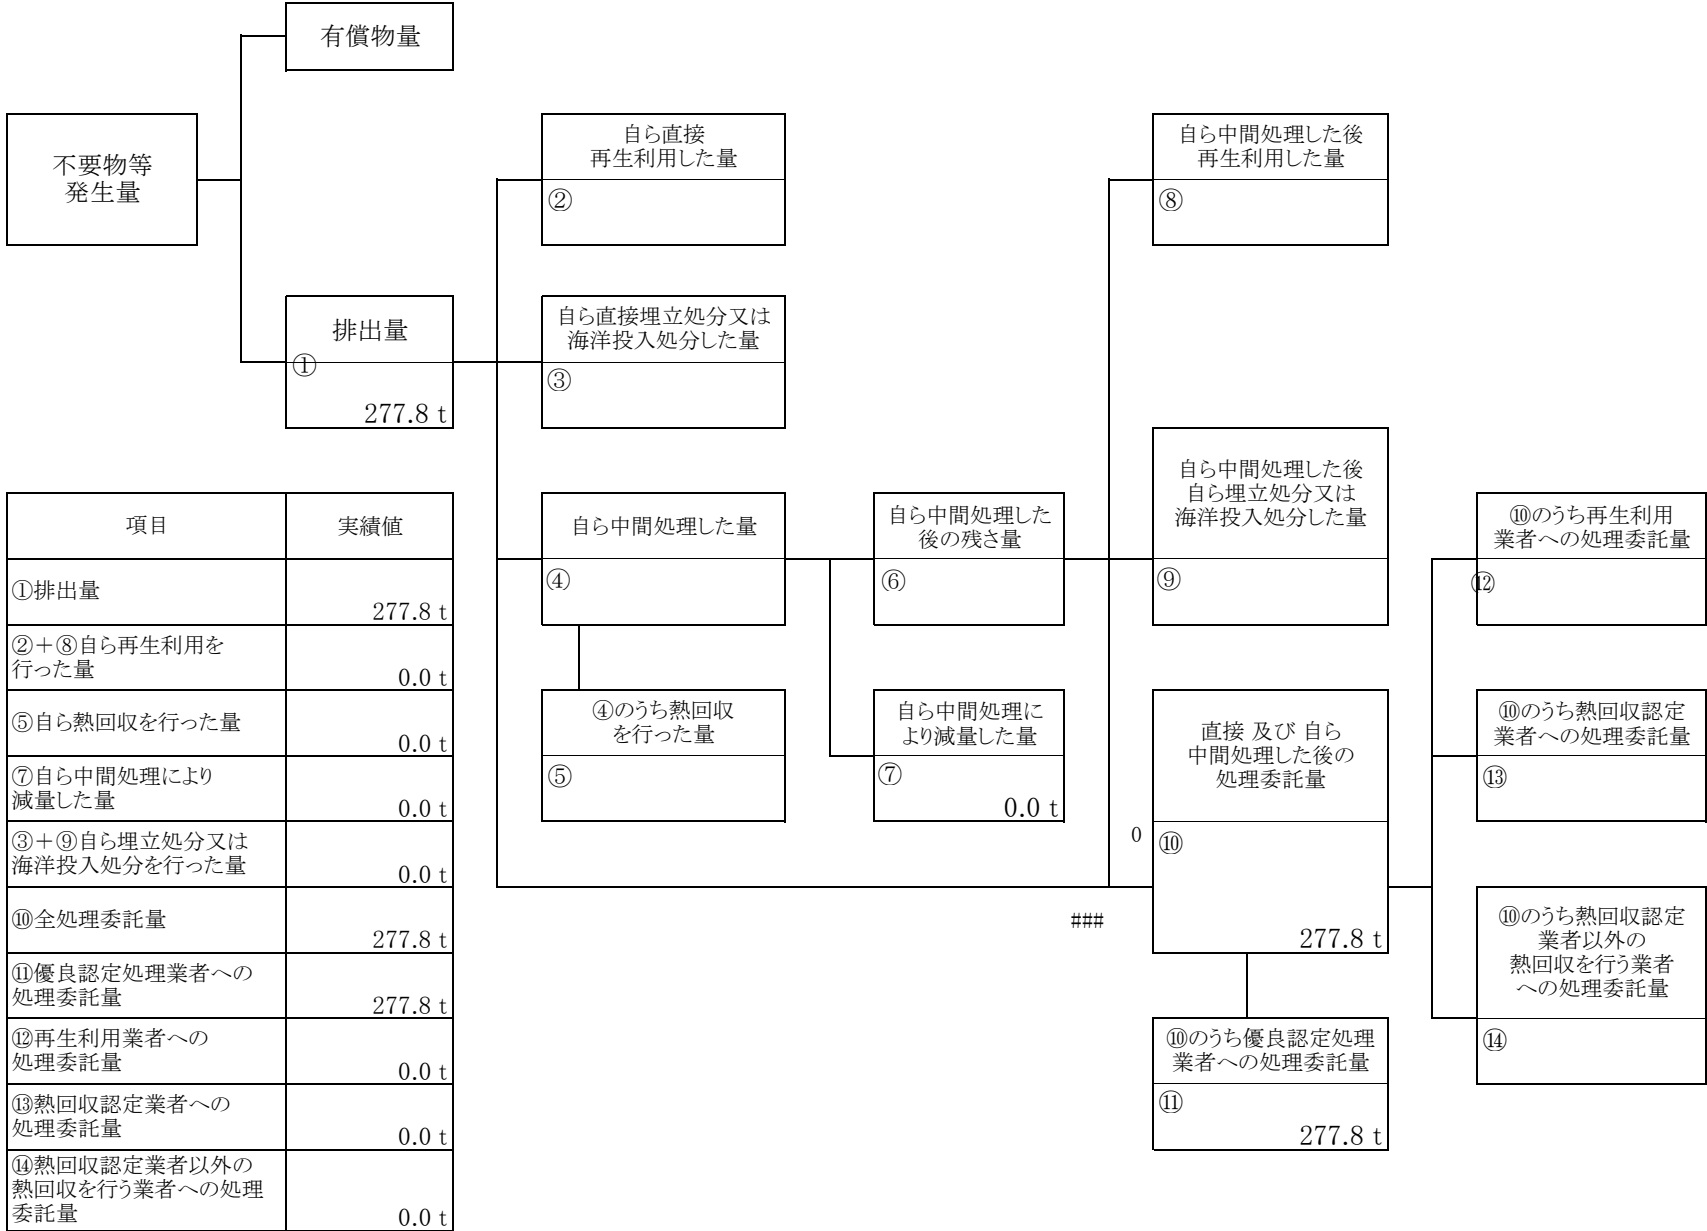 有償物量
不要物等
発生量
排出量
①
277.8 t
自ら直接
再生利用した量
②
自ら直接埋立処分又は
海洋投入処分した量
③
自ら中間処理した量
④
④のうち熱回収
を行った量
⑤
自ら中間処理した
後の残さ量
⑥
自ら中間処理に
より減量した量
⑦
0.0 t
自ら中間処理した後
再生利用した量
⑧
自ら中間処理した後
自ら埋立処分又は
海洋投入処分した量
⑨
直接 及び 自ら
中間処理した後の
処理委託量
0
⑩
###
277.8 t
⑩のうち優良認定処理
業者への処理委託量
⑪
277.8 t
⑩のうち再生利用
業者への処理委託量
⑫
⑩のうち熱回収認定
業者への処理委託量
⑬
⑩のうち熱回収認定
業者以外の
熱回収を行う業者
への処理委託量
⑭
項目 実績値
①排出量
277.8 t
②+⑧自ら再生利用を
行った量
0.0 t
⑤自ら熱回収を行った量
0.0 t
⑦自ら中間処理により
減量した量
0.0 t
③+⑨自ら埋立処分又は
海洋投入処分を行った量
0.0 t
⑩全処理委託量
277.8 t
⑪優良認定処理業者への
処理委託量
277.8 t
⑫再生利用業者への
処理委託量
0.0 t
⑬熱回収認定業者への
処理委託量
0.0 t
⑭熱回収認定業者以外の
熱回収を行う業者への処理
委託量
0.0 t